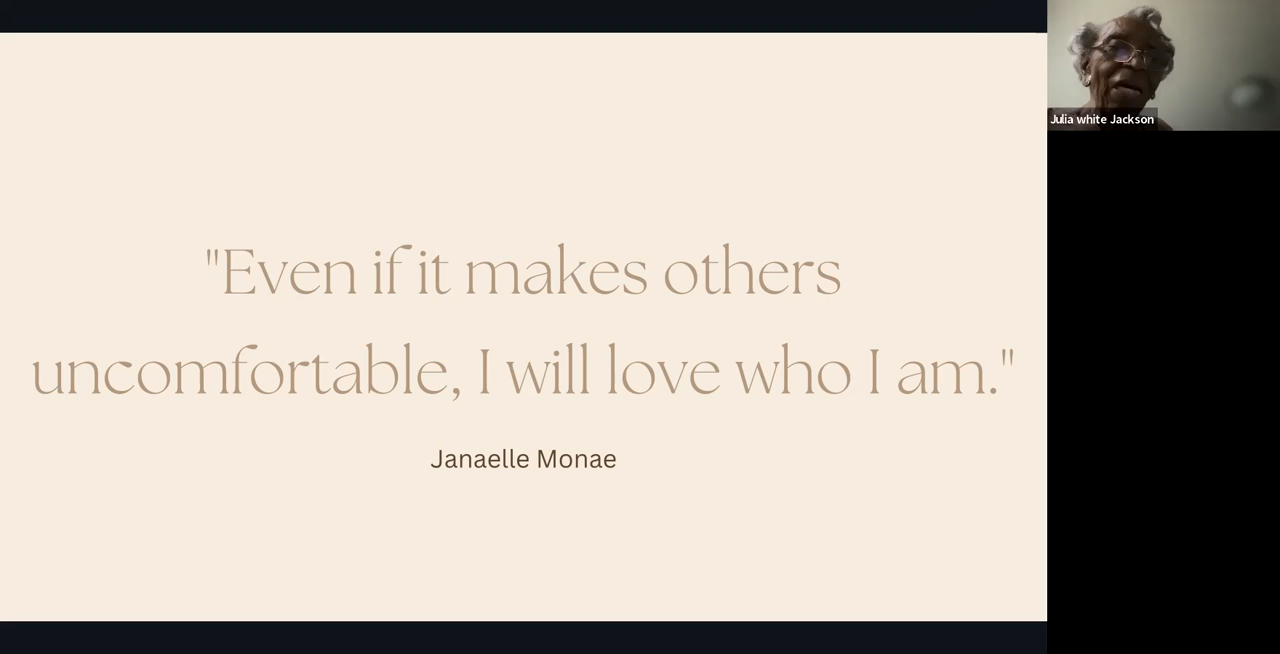 "Even if it makes others
uncomfortable, I will love who I am."
Janaelle Monae
Julia white Jackson